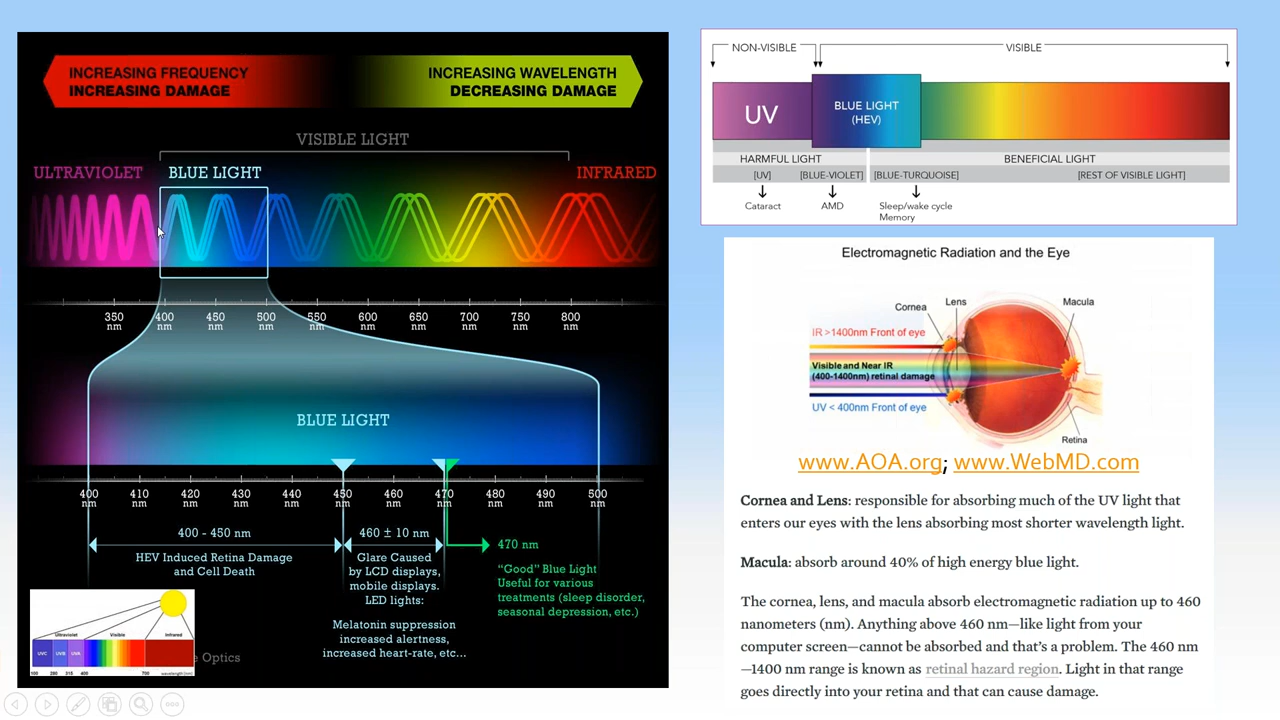 INCREASING FREQUENCY
INCREASING DAMAGE
INCREASING WAVELENGTH
DECREASING DAMAGE
VISIBLE LIGHT
ULTRAVIOLET
BLUE LIGHT
INFRARED
350 nm
400 nm
450 nm
500 nm
550 nm
600 nm
650 nm
700 nm
750 nm
800 nm
BLUE LIGHT
400 nm
410 nm
420 nm
430 nm
440 nm
450 nm
460 nm
470 nm
480 nm
490 nm
500 nm
400 - 450 nm
HEV Induced Retina Damage
and Cell Death
460 ± 10 nm
Glare Caused
by LCD displays,
mobile displays.
LED lights:
Melatonin suppression
increased alertness,
increased heart-rate, etc...
470 nm
“Good” Blue Light
Useful for various
treatments (sleep disorder,
seasonal depression, etc.)
Ultraviolet
Visible
Infrared
UVC
UVB
UVA
100
280
315
400
700
wavelength (nm)
Optics
NON-VISIBLE
VISIBLE
UV
BLUE LIGHT
(HEV)
HARMFUL LIGHT
BENEFICIAL LIGHT
[UV]
[BLUE-VIOLET]
[BLUE-TURQUOISE]
[REST OF VISIBLE LIGHT]
Cataract
AMD
Sleep/wake cycle
Memory
Electromagnetic Radiation and the Eye
Cornea
Lens
Macula
IR >1400nm Front of eye
Visible and Near IR
(400-1400nm) retinal damage
UV < 400nm Front of eye
Retina
www.AOA.org; www.WebMD.com
Cornea and Lens: responsible for absorbing much of the UV light that
enters our eyes with the lens absorbing most shorter wavelength light.
Macula: absorb around 40% of high energy blue light.
The cornea, lens, and macula absorb electromagnetic radiation up to 460
nanometers (nm). Anything above 460 nm—like light from your
computer screen—cannot be absorbed and that’s a problem. The 460 nm
—1400 nm range is known as retinal hazard region. Light in that range
goes directly into your retina and that can cause damage.